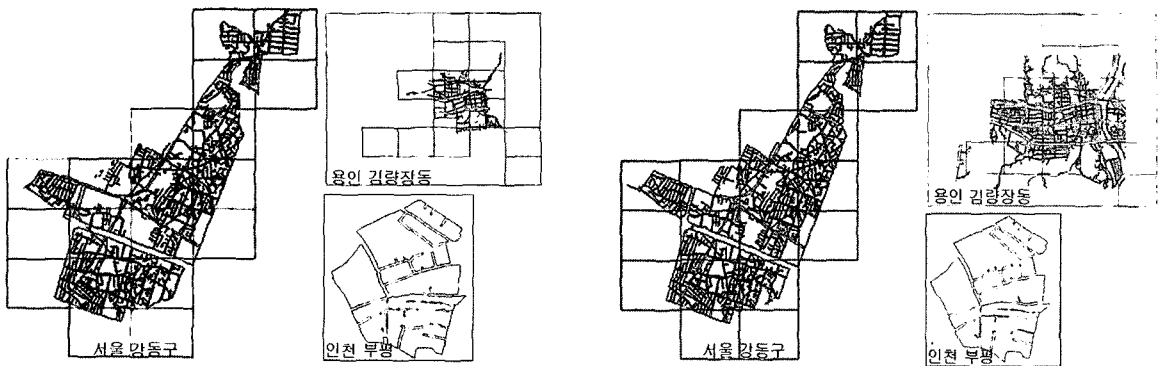 용인 김량장동
인천 부평
서울 강동구
용인 김량장동
인천 부평
서울 강동구